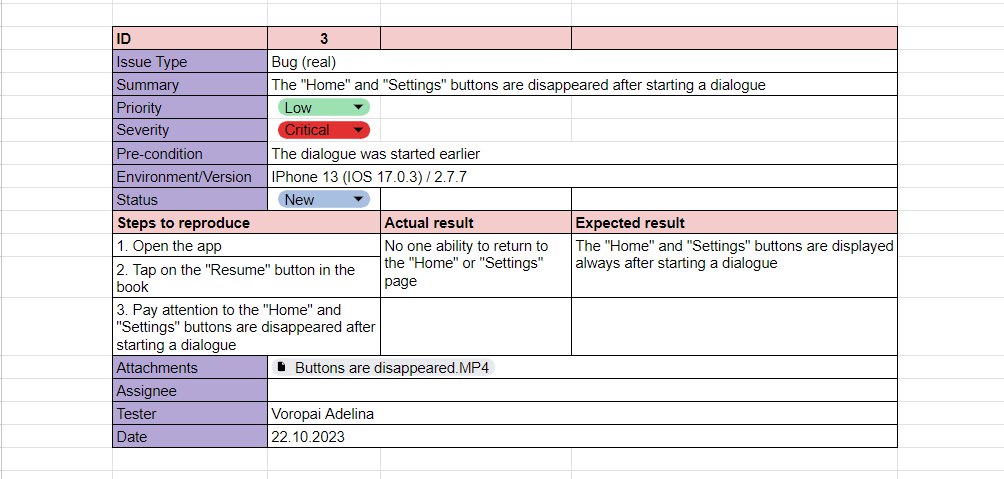 ID 3
Issue Type Bug (real)
Summary The "Home" and "Settings" buttons are disappeared after starting a dialogue
Priority Low
Severity Critical
Pre-condition The dialogue was started earlier
Environment/Version IPhone 13 (IOS 17.0.3) / 2.7.7
Status New
Steps to reproduce Actual result Expected result
1. Open the app
2. Tap on the "Resume" button in the
book
3. Pay attention to the "Home" and
"Settings" buttons are disappeared after
starting a dialogue
No one ability to return to
the "Home" or "Settings"
page
The "Home" and "Settings" buttons are displayed
always after starting a dialogue
Attachments Buttons are disappeared.MP4
Assignee
Tester Voropai Adelina
Date 22.10.2023